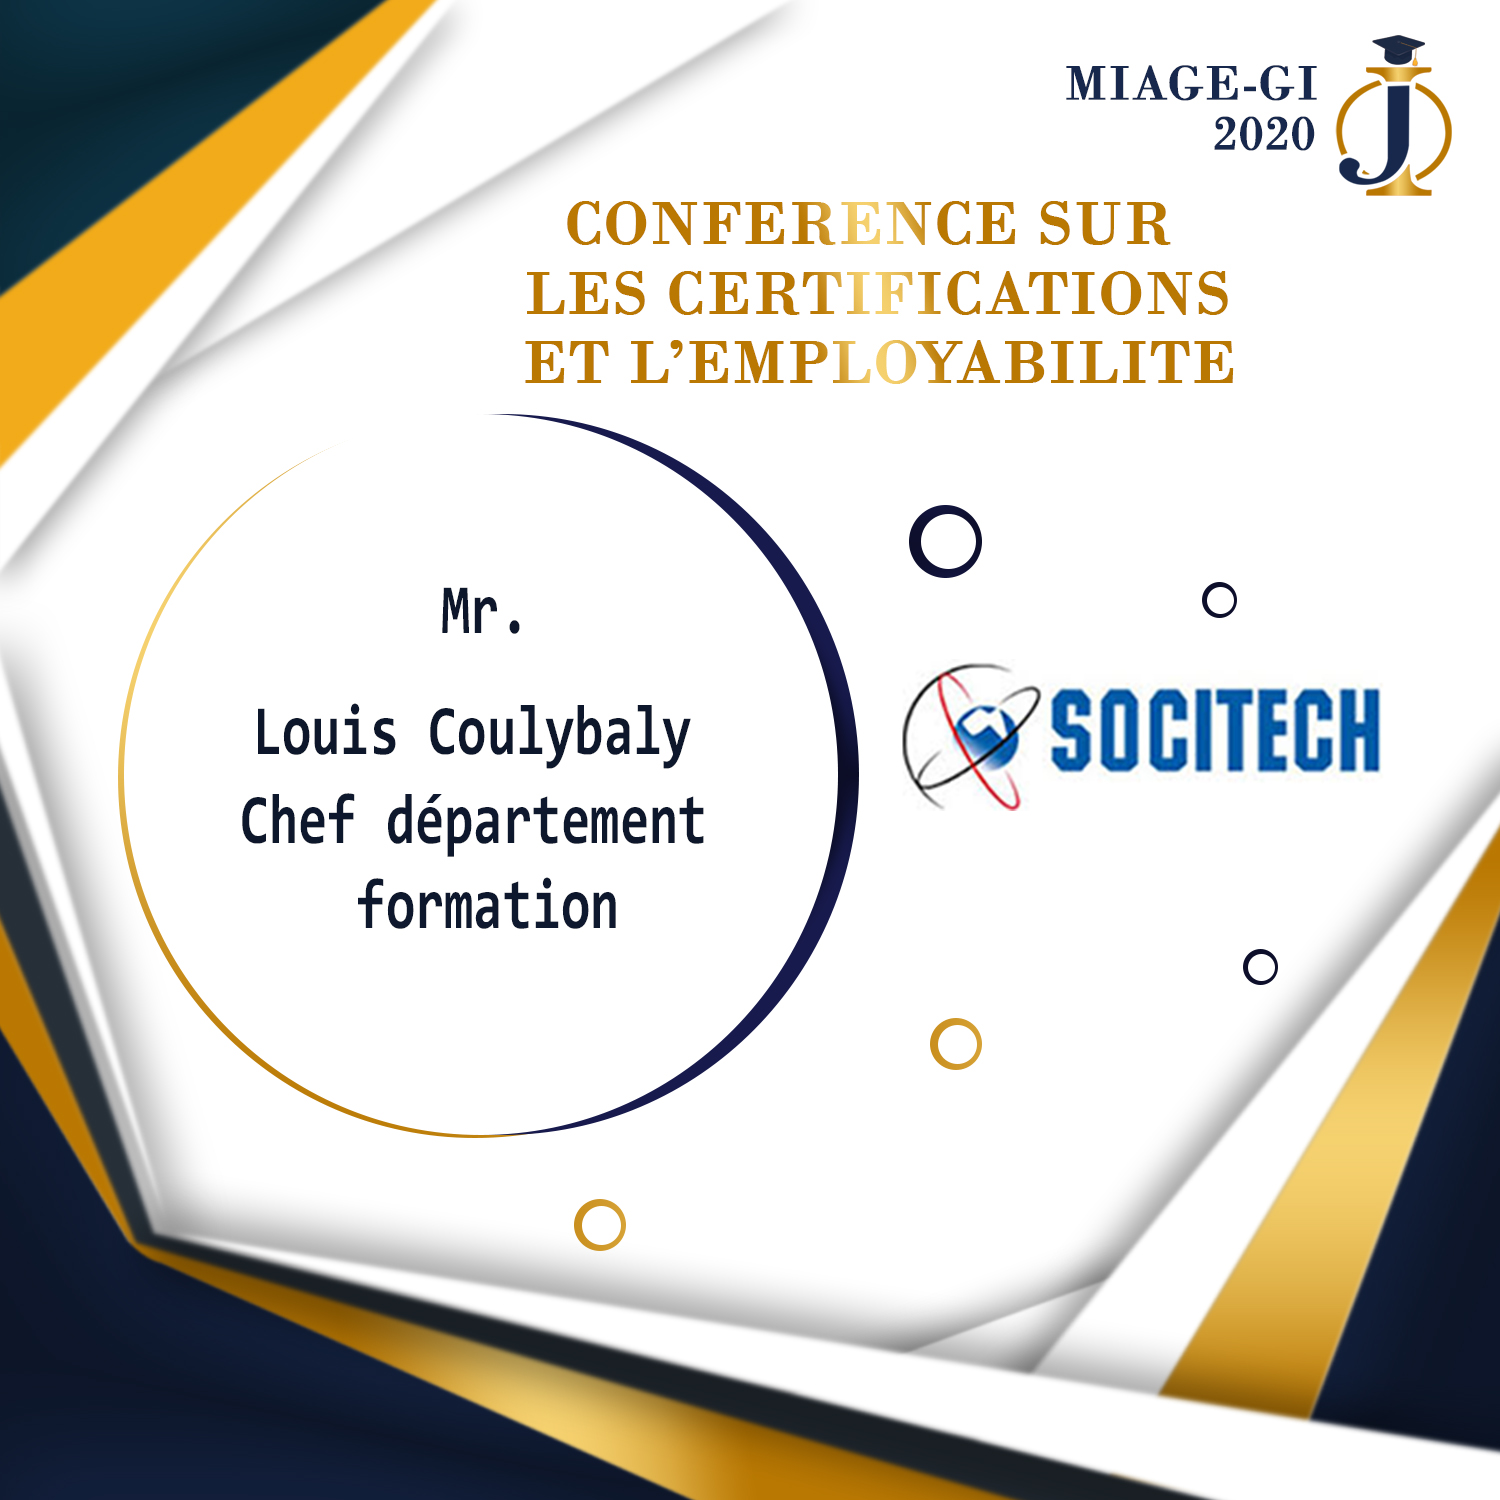 MIAGE-GI
2020
J
CONFERENCE SUR
LES CERTIFICATIONS
ET L’EMPLOYABILITE
Mr.
Louis Coulybaly
Chef département
formation
SOCITECH